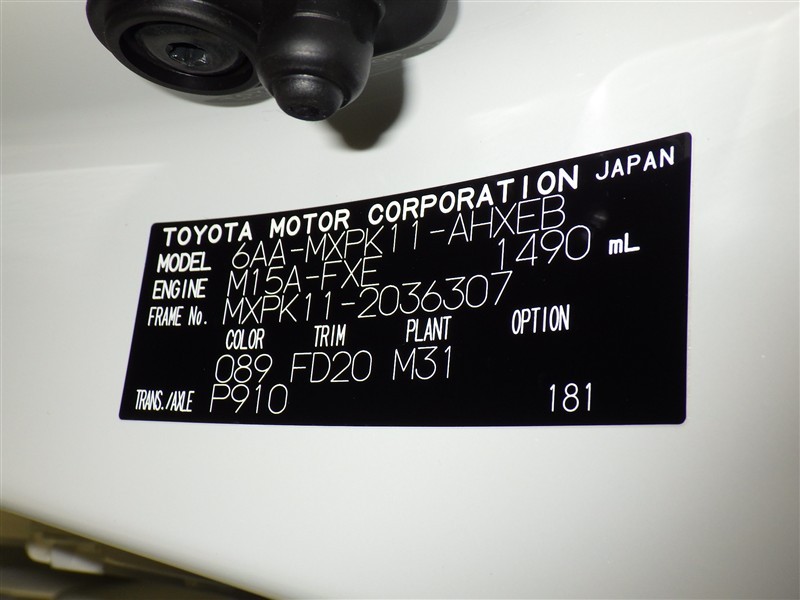 TOYOTA MOTOR CORPORATION JAPAN
MODEL 6AA-MXPK11-AHXEB
ENGINE M15A-FXE 1490 mL
FRAME No. MXPK11-2036307
COLOR TRIM PLANT OPTION
089 FD20 M31
TRANS./AXLE P910 181